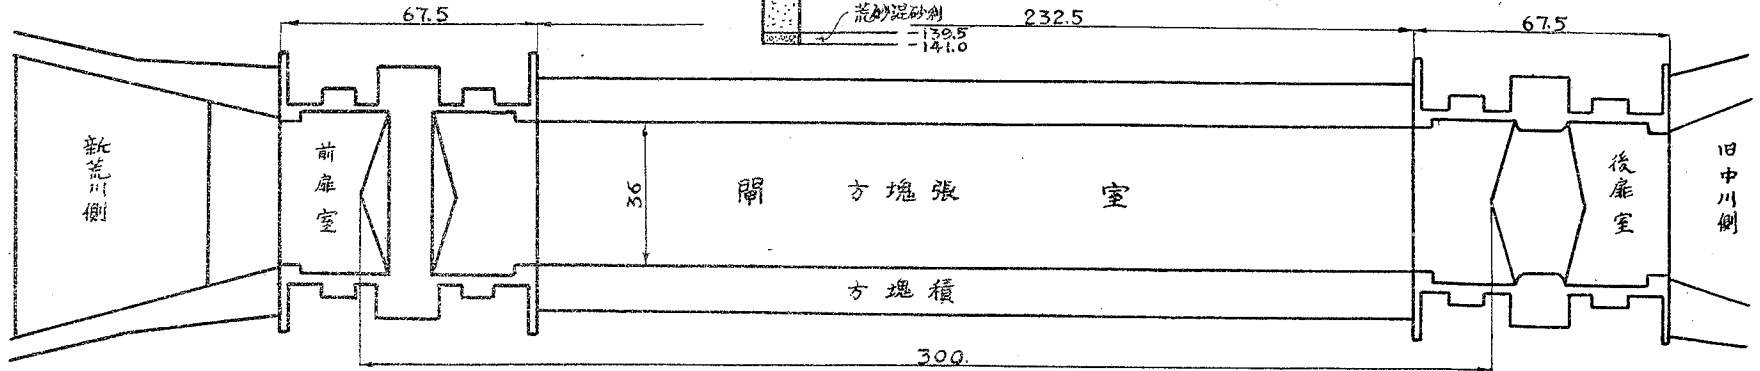 67.5
荒砂混砂利
232.5
67.5
-139.5
-141.0
新荒川側
前扉室
36
閘 方塊張 室
後扉室
旧中川側
方塊積
300.